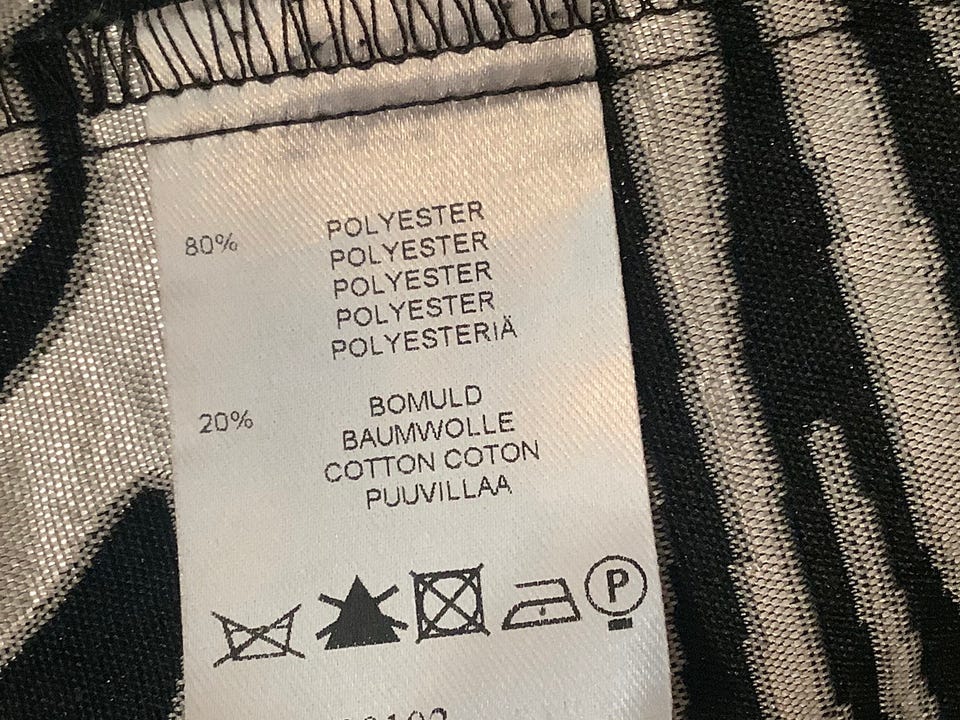 80% POLYESTER
POLYESTER
POLYESTER
POLYESTER
POLYESTERIÄ
20% BOMULD
BAUMWOLLE
COTTON COTON
PUUVILLAA
P